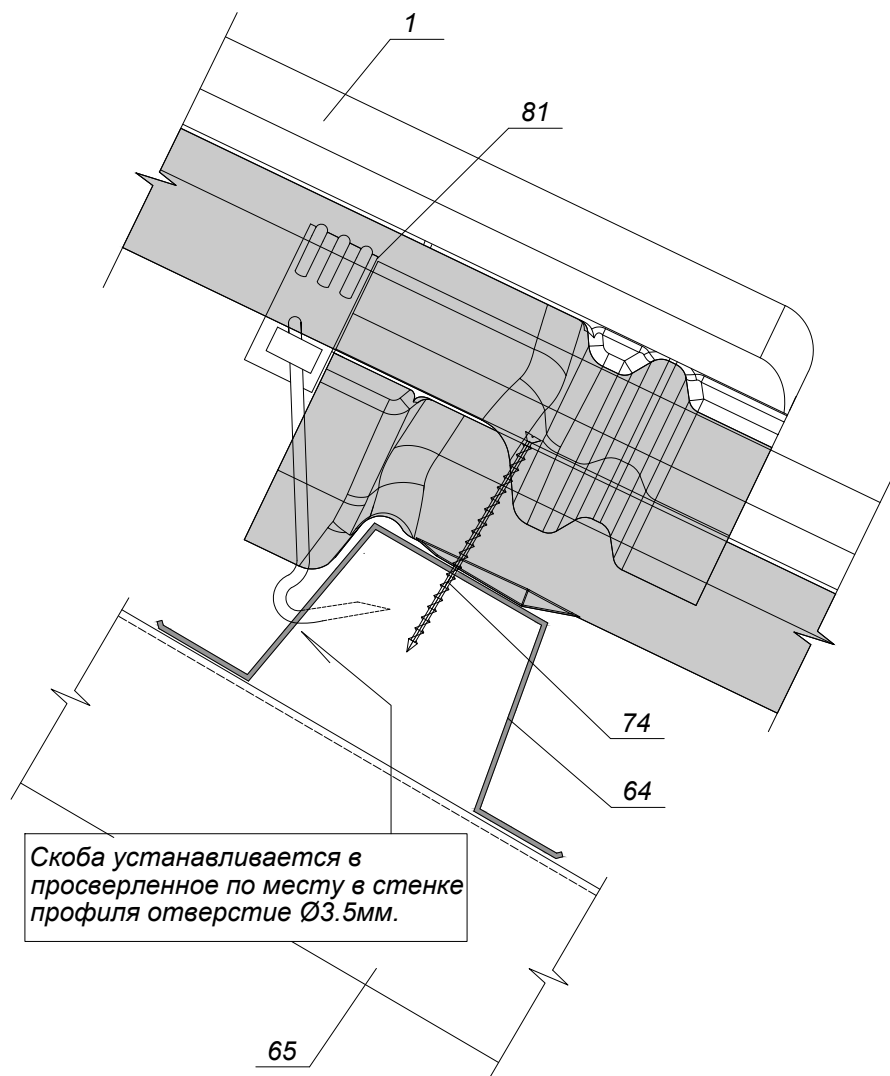 1
81
74
64
Скоба устанавливается в
просверленное по месту в стенке
профиля отверстие Ø3.5мм.
65